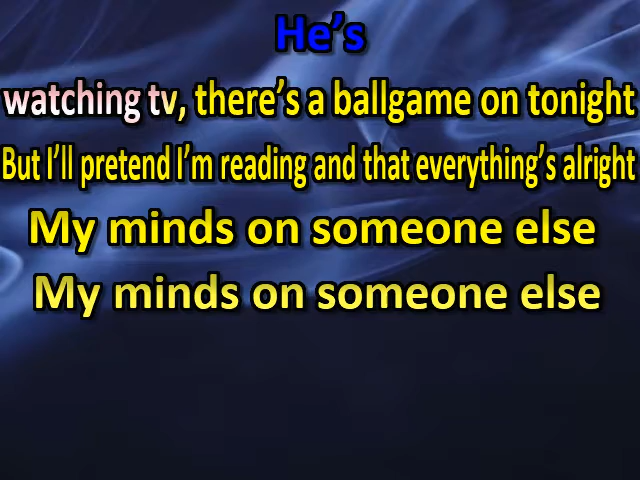 He’s
watching tv, there’s a ballgame on tonight
But I’ll pretend I’m reading and that everything’s alright
My minds on someone else
My minds on someone else